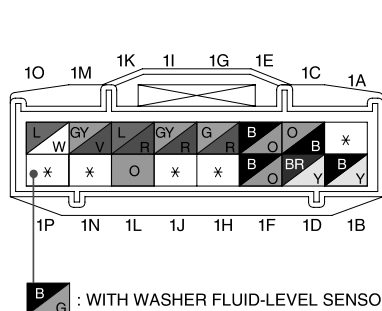 1K 1I 1G 1E
1O 1M 1C 1A
L GY L GY G B O *
W V R R R O B
* * O * * B BR B
O Y Y
1P 1N 1L 1J 1H 1F 1D 1B
B : WITH WASHER FLUID-LEVEL SENSO
G